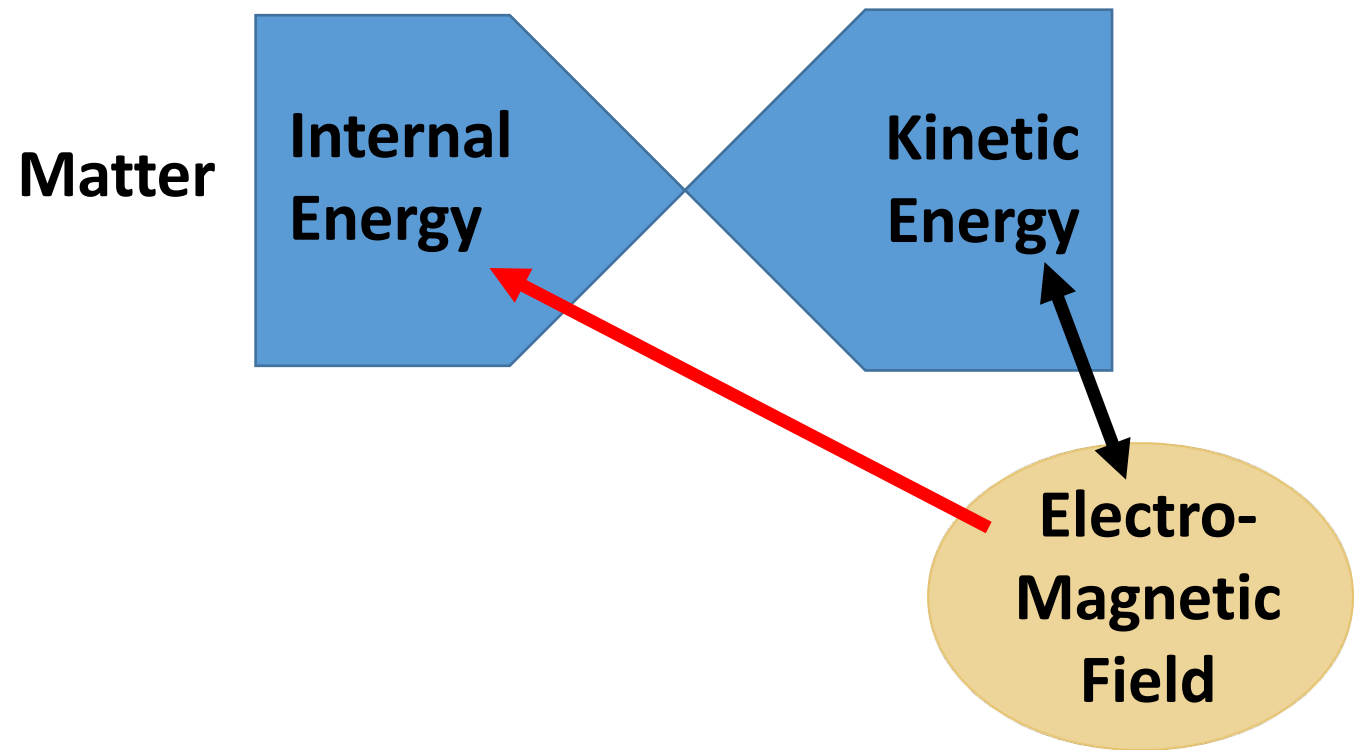 Matter
Internal
Energy
Kinetic
Energy
Electro-
Magnetic
Field